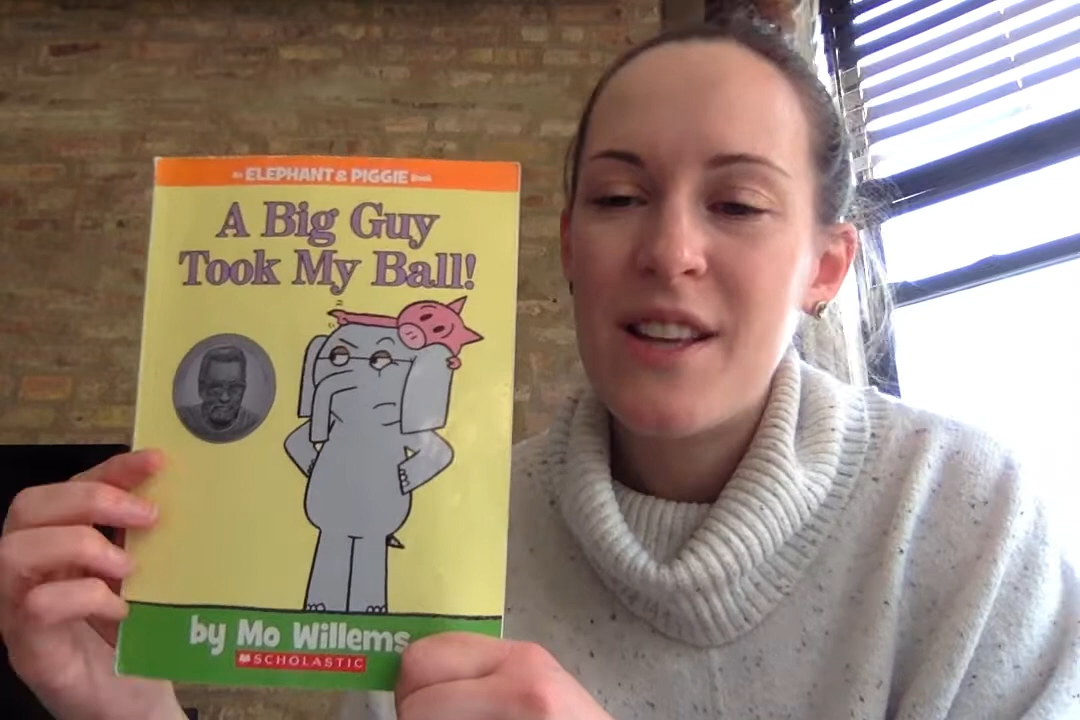 An ELEPHANT & PIGGIE Book
A Big Guy
Took My Ball!
by Mo Willems
SCHOLASTIC